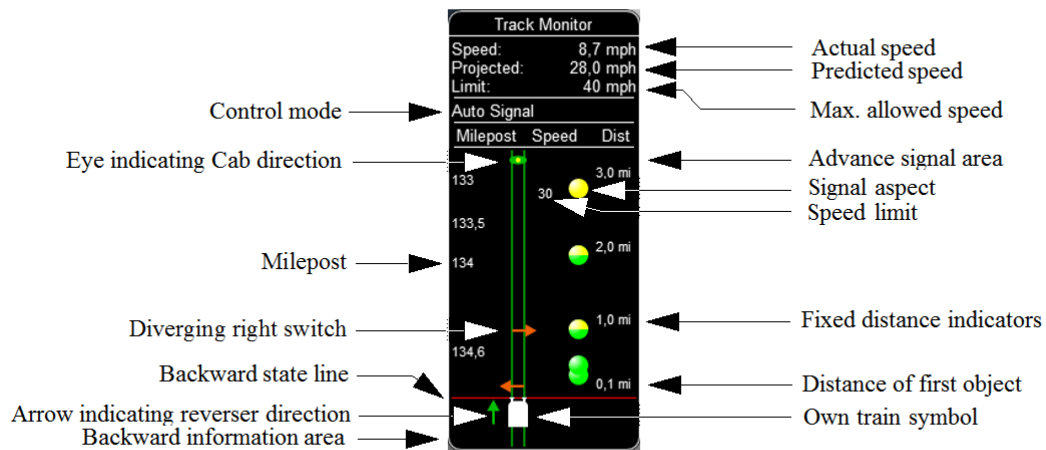 Track Monitor
Speed: 8,7 mph
Actual speed
Projected: 28,0 mph
Predicted speed
Limit: 40 mph
Max. allowed speed
Control mode
Auto Signal
Milepost Speed Dist
Eye indicating Cab direction
Advance signal area
133
3,0 mi
30
Signal aspect
Speed limit
133,5
2,0 mi
Milepost
134
Diverging right switch
1,0 mi
Fixed distance indicators
134,6
Backward state line
0,1 mi
Distance of first object
Arrow indicating reverser direction
Own train symbol
Backward information area